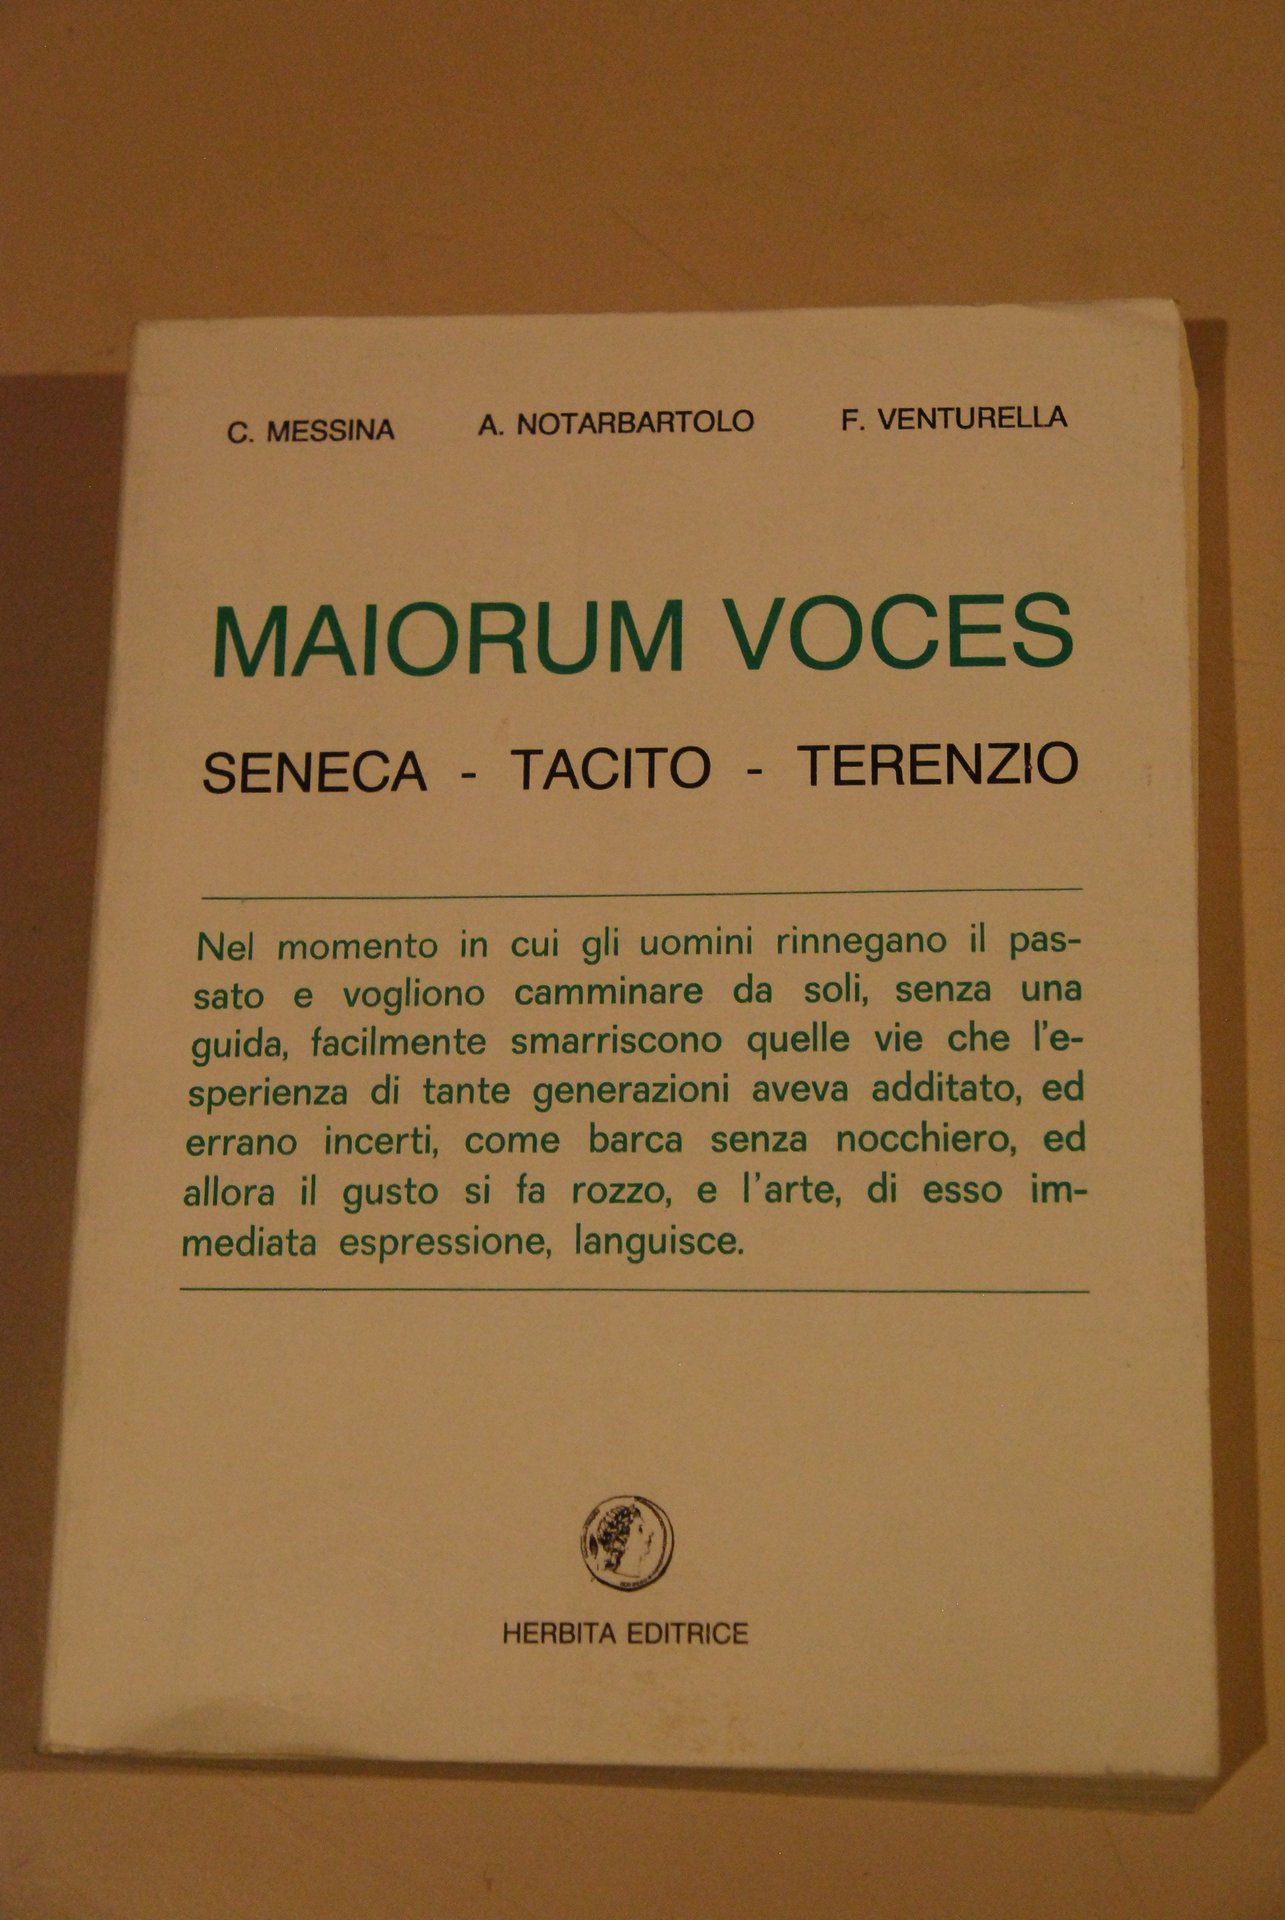 C. MESSINA A. NOTARBARTOLO F. VENTURELLA
MAIORUM VOCES
SENECA - TACITO - TERENZIO
Nel momento in cui gli uomini rinnegano il pas-
sato e vogliono camminare da soli, senza una
guida, facilmente smarriscono quelle vie che l'e-
sperienza di tante generazioni aveva additato, ed
errano incerti, come barca senza nocchiero, ed
allora il gusto si fa rozzo, e l'arte, di esso im-
mediata espressione, languisce.
HERBITA EDITRICE